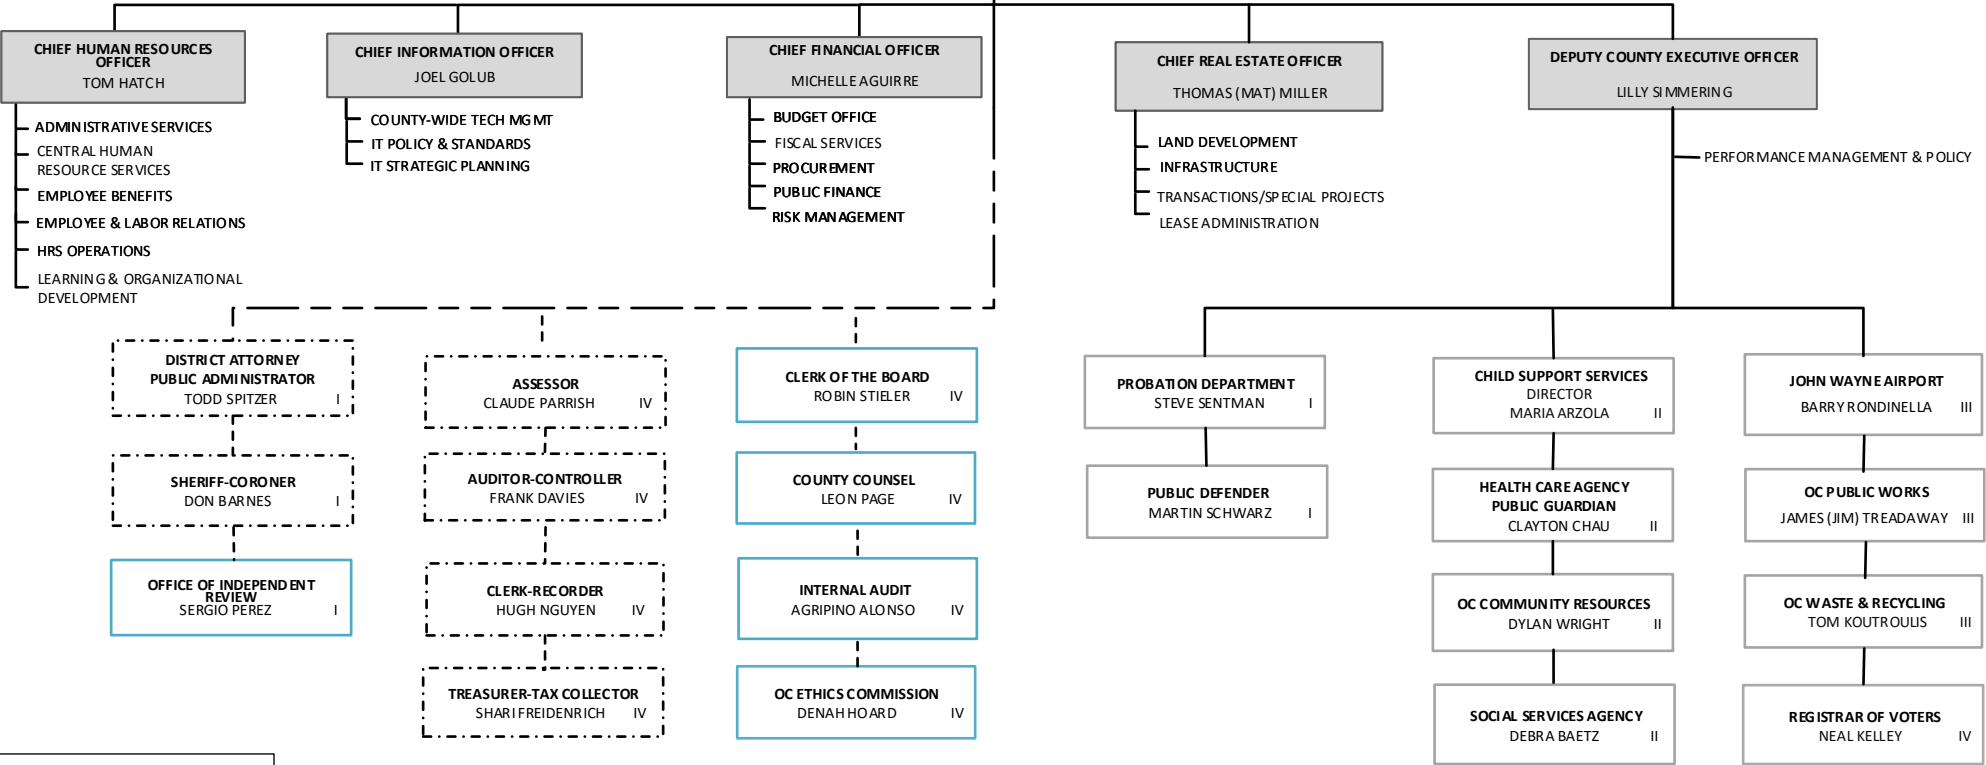 CHIEF HUMAN RESOURCES
OFFICER
TOM HATCH
ADMINISTRATIVE SERVICES
CENTRAL HUMAN
RESOURCE SERVICES
EMPLOYEE BENEFITS
EMPLOYEE & LABOR RELATIONS
HRS OPERATIONS
LEARNING & ORGANIZATIONAL
DEVELOPMENT
CHIEF INFORMATION OFFICER
JOEL GOLUB
COUNTY-WIDE TECH MGMT
IT POLICY & STANDARDS
IT STRATEGIC PLANNING
CHIEF FINANCIAL OFFICER
MICHELLE AGUIRRE
BUDGET OFFICE
FISCAL SERVICES
PROCUREMENT
PUBLIC FINANCE
RISK MANAGEMENT
CHIEF REAL ESTATE OFFICER
THOMAS (MAT) MILLER
LAND DEVELOPMENT
INFRASTRUCTURE
TRANSACTIONS/SPECIAL PROJECTS
LEASE ADMINISTRATION
DEPUTY COUNTY EXECUTIVE OFFICER
LILLY SIMMERING
PERFORMANCE MANAGEMENT & POLICY
DISTRICT ATTORNEY
PUBLIC ADMINISTRATOR
TODD SPITZER I
SHERIFF-CORONER
DON BARNES I
OFFICE OF INDEPENDENT
REVIEW
SERGIO PEREZ I
ASSESSOR
CLAUDE PARRISH IV
AUDITOR-CONTROLLER
FRANK DAVIES IV
CLERK-RECORDER
HUGH NGUYEN IV
TREASURER-TAX COLLECTOR
SHARI FREIDENRICH IV
CLERK OF THE BOARD
ROBIN STIELER IV
COUNTY COUNSEL
LEON PAGE IV
INTERNAL AUDIT
AGRIPINO ALONSO IV
OC ETHICS COMMISSION
DENAH HOARD IV
PROBATION DEPARTMENT
STEVE SENTMAN I
PUBLIC DEFENDER
MARTIN SCHWARZ I
CHILD SUPPORT SERVICES
DIRECTOR
MARIA ARZOLA II
HEALTH CARE AGENCY
PUBLIC GUARDIAN
CLAYTON CHAU II
OC COMMUNITY RESOURCES
DYLAN WRIGHT II
SOCIAL SERVICES AGENCY
DEBRA BAETZ II
JOHN WAYNE AIRPORT
BARRY RONDINELLA III
OC PUBLIC WORKS
JAMES (JIM) TREADAWAY III
OC WASTE & RECYCLING
TOM KOUTROULIS III
REGISTRAR OF VOTERS
NEAL KELLEY IV